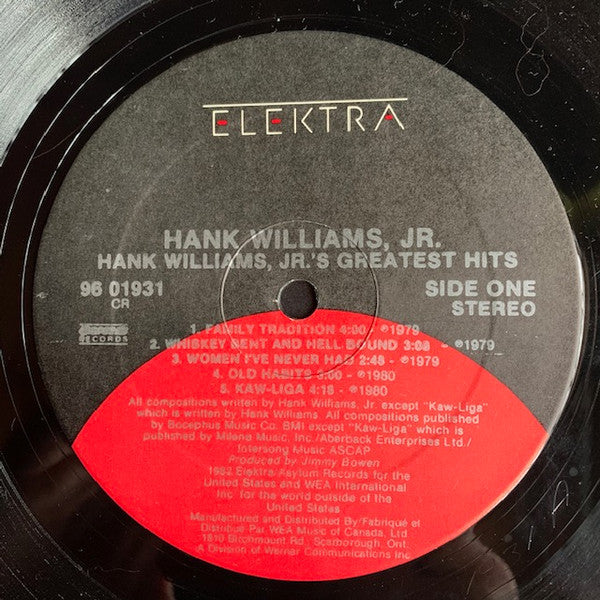 ELEKTRA
HANK WILLIAMS, JR.
HANK WILLIAMS, JR.'S GREATEST HITS
96 01931
CR
SIDE ONE
STEREO
RECORDS
1. FAMILY TRADITION 4:00 - ℗1979
2. WHISKEY BENT AND HELL BOUND 3:08 - ℗1979
3. WOMEN I'VE NEVER HAD 2:48 - ℗1979
4. OLD HABITS 3:00 - ℗1980
5. KAW-LIGA 4:18 - ℗1980
All compositions written by Hank Williams, Jr. except "Kaw-Liga"
which is written by Hank Williams. All compositions published
by Bocephus Music Co. BMI except "Kaw-Liga" which is
published by Milene Music, Inc./Aberback Enterprises Ltd./
Intersong Music ASCAP
Produced by Jimmy Bowen
1982 Elektra/Asylum Records for the
United States and WEA International
Inc. for the world outside of the
United States
Manufactured and Distributed By/Fabriqué et
Distribué Par WEA Music of Canada, Ltd
1810 Birchmount Rd., Scarborough, Ont.
A Division of Warner Communications Inc.